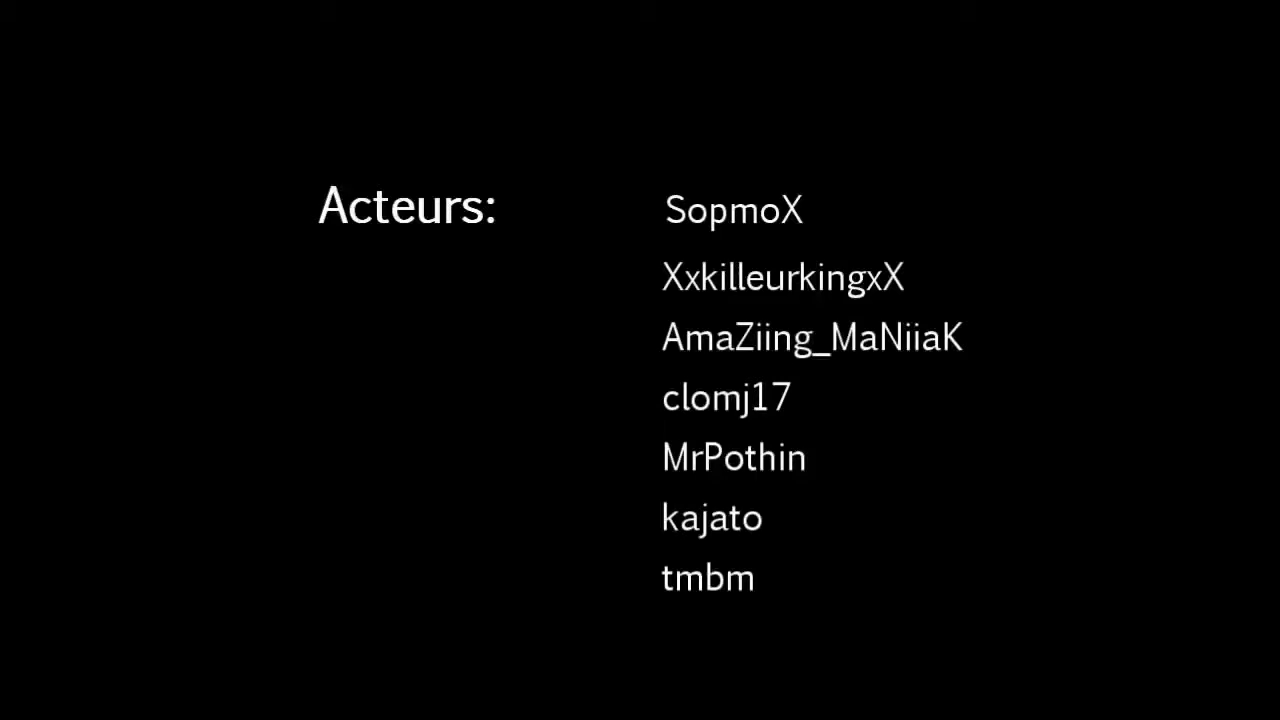 Acteurs: SopmoX
XxkilleurkingxX
AmaZiing_MaNiiaK
clomj17
MrPothin
kajato
tmbm